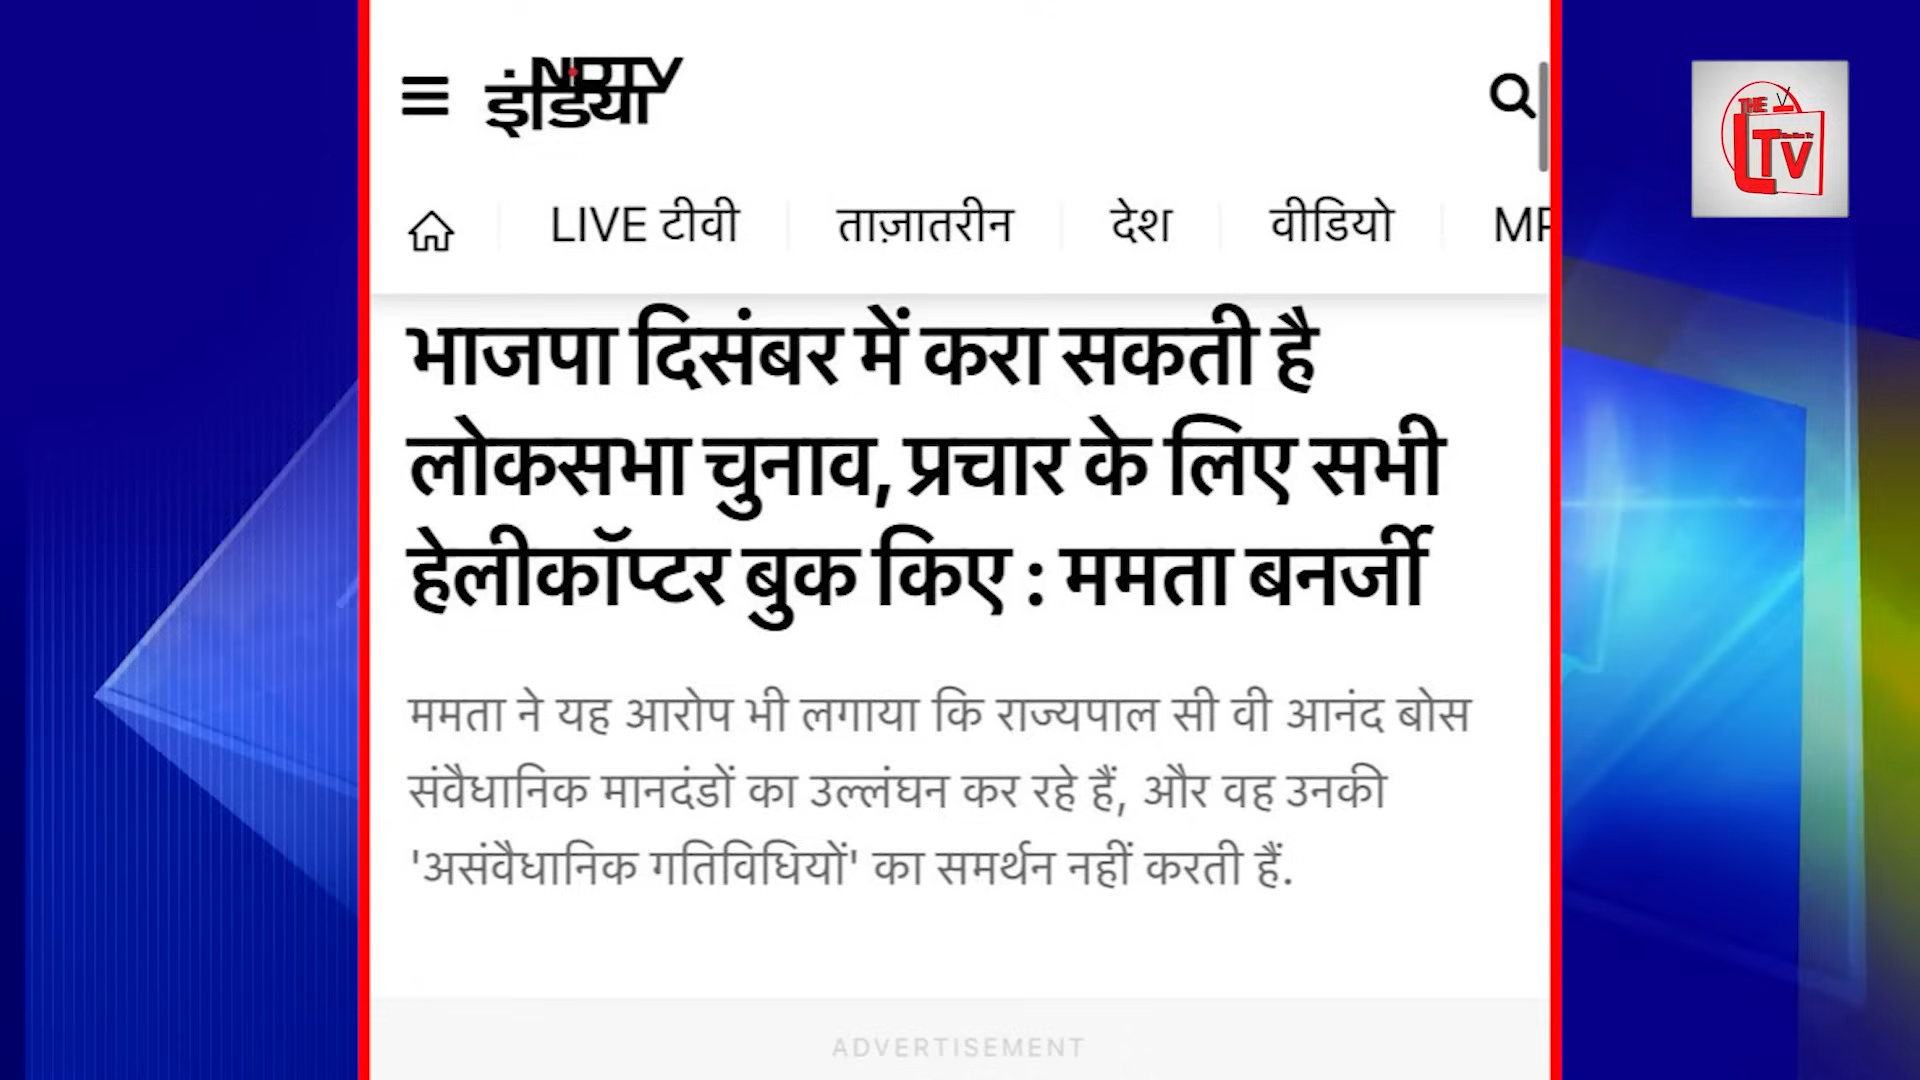 NDTV
इंडिया
THE
L TV
LIVE टीवी ताज़ातरीन देश वीडियो MP
भाजपा दिसंबर में करा सकती है
लोकसभा चुनाव, प्रचार के लिए सभी
हेलीकॉप्टर बुक किए : ममता बनर्जी
ममता ने यह आरोप भी लगाया कि राज्यपाल सी वी आनंद बोस
संवैधानिक मानदंडों का उल्लंघन कर रहे हैं, और वह उनकी
'असंवैधानिक गतिविधियों' का समर्थन नहीं करती हैं.
ADVERTISEMENT